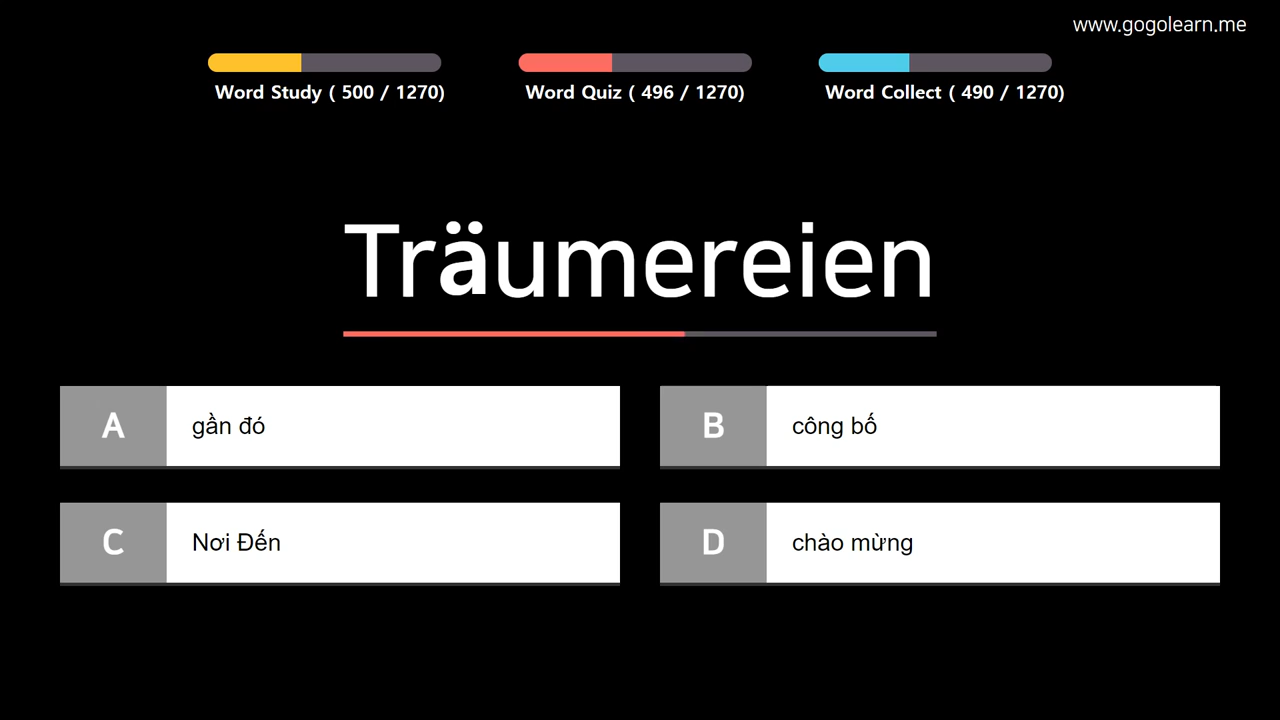 www.gogolearn.me
Word Study ( 500 / 1270)
Word Quiz ( 496 / 1270)
Word Collect ( 490 / 1270)
Träumereien
A
gần đó
B
công bố
C
Nơi Đến
D
chào mừng